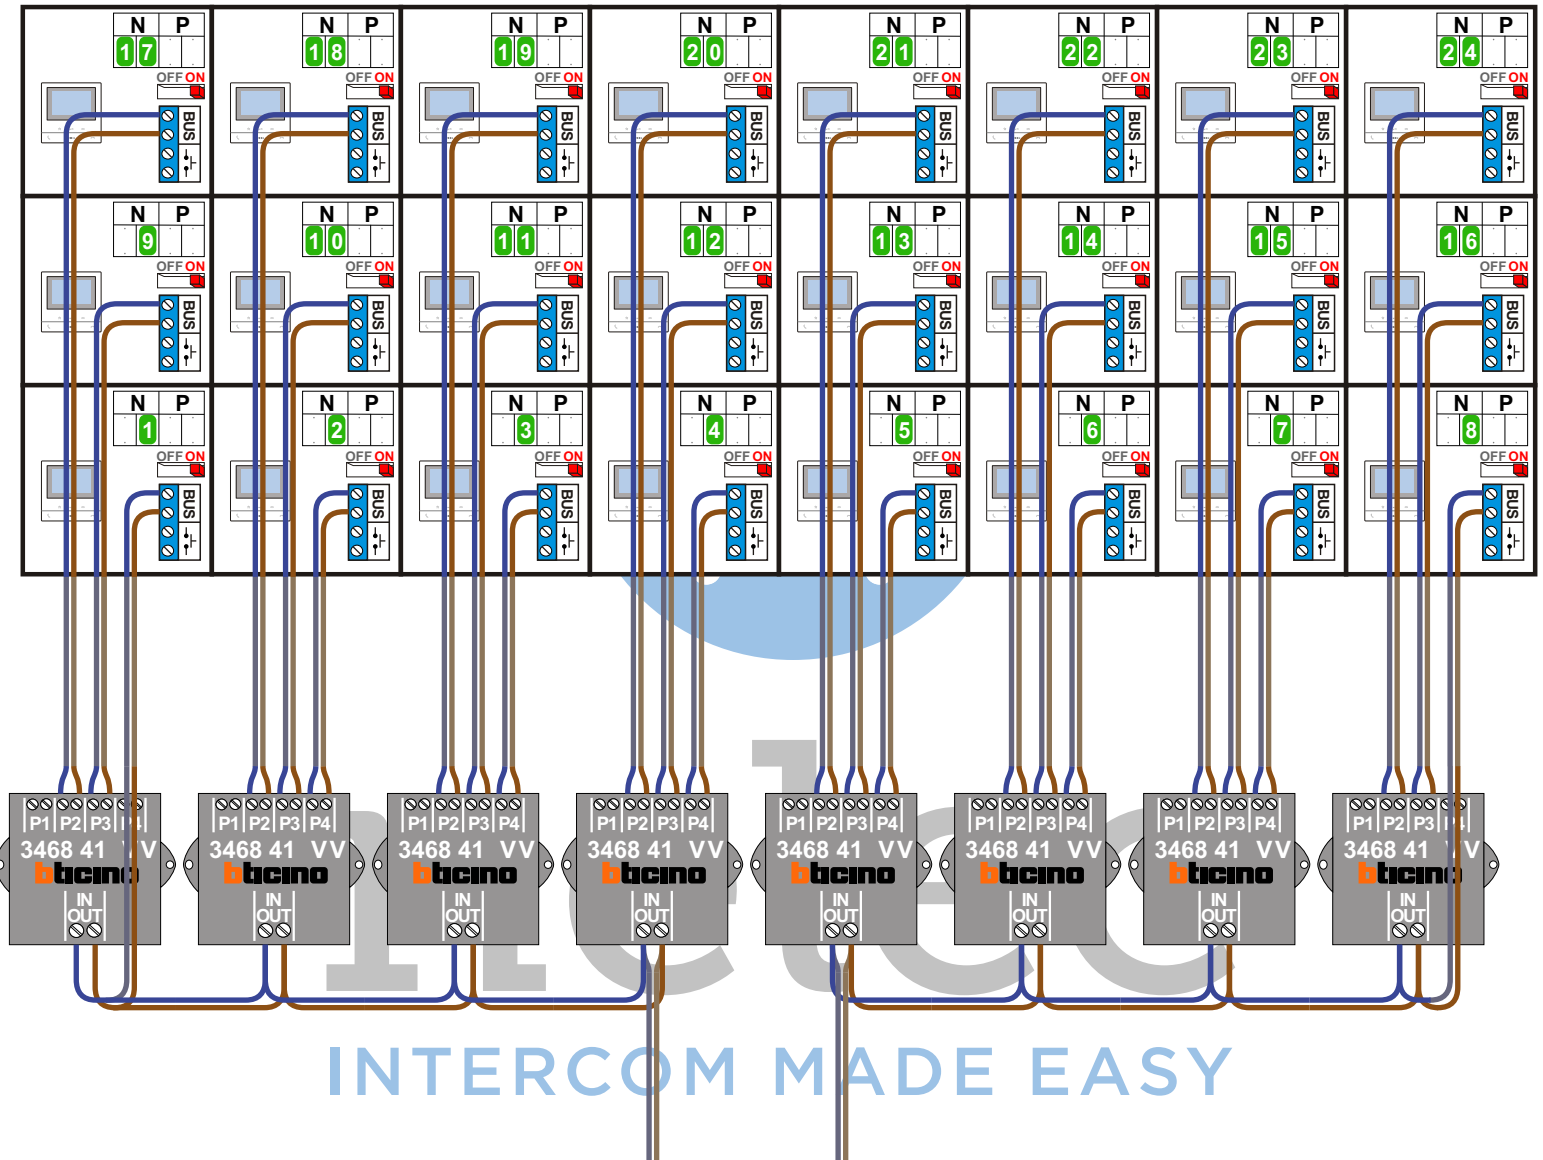 N P N P N P N P N P N P N P N P
17 18 19 20 21 22 23 24
OFF ON OFF ON OFF ON OFF ON OFF ON OFF ON OFF ON OFF ON
BUS BUS BUS BUS BUS BUS BUS BUS
N P N P N P N P N P N P N P N P
9 10 11 12 13 14 15 16
OFF ON OFF ON OFF ON OFF ON OFF ON OFF ON OFF ON OFF ON
BUS BUS BUS BUS BUS BUS BUS BUS
N P N P N P N P N P N P N P N P
1 2 3 4 5 6 7 8
OFF ON OFF ON OFF ON OFF ON OFF ON OFF ON OFF ON OFF ON
BUS BUS BUS BUS BUS BUS BUS BUS
P1 P2 P3 P4 P1 P2 P3 P4 P1 P2 P3 P4 P1 P2 P3 P4 P1 P2 P3 P4 P1 P2 P3 P4 P1 P2 P3 P4 P1 P2 P3 P4
3468 41 VV 3468 41 VV 3468 41 VV 3468 41 VV 3468 41 VV 3468 41 VV 3468 41 VV 3468 41 VV
bticino bticino bticino bticino bticino bticino bticino bticino
IN IN IN IN IN IN IN IN
OUT OUT OUT OUT OUT OUT OUT OUT
INTERCOM MADE EASY